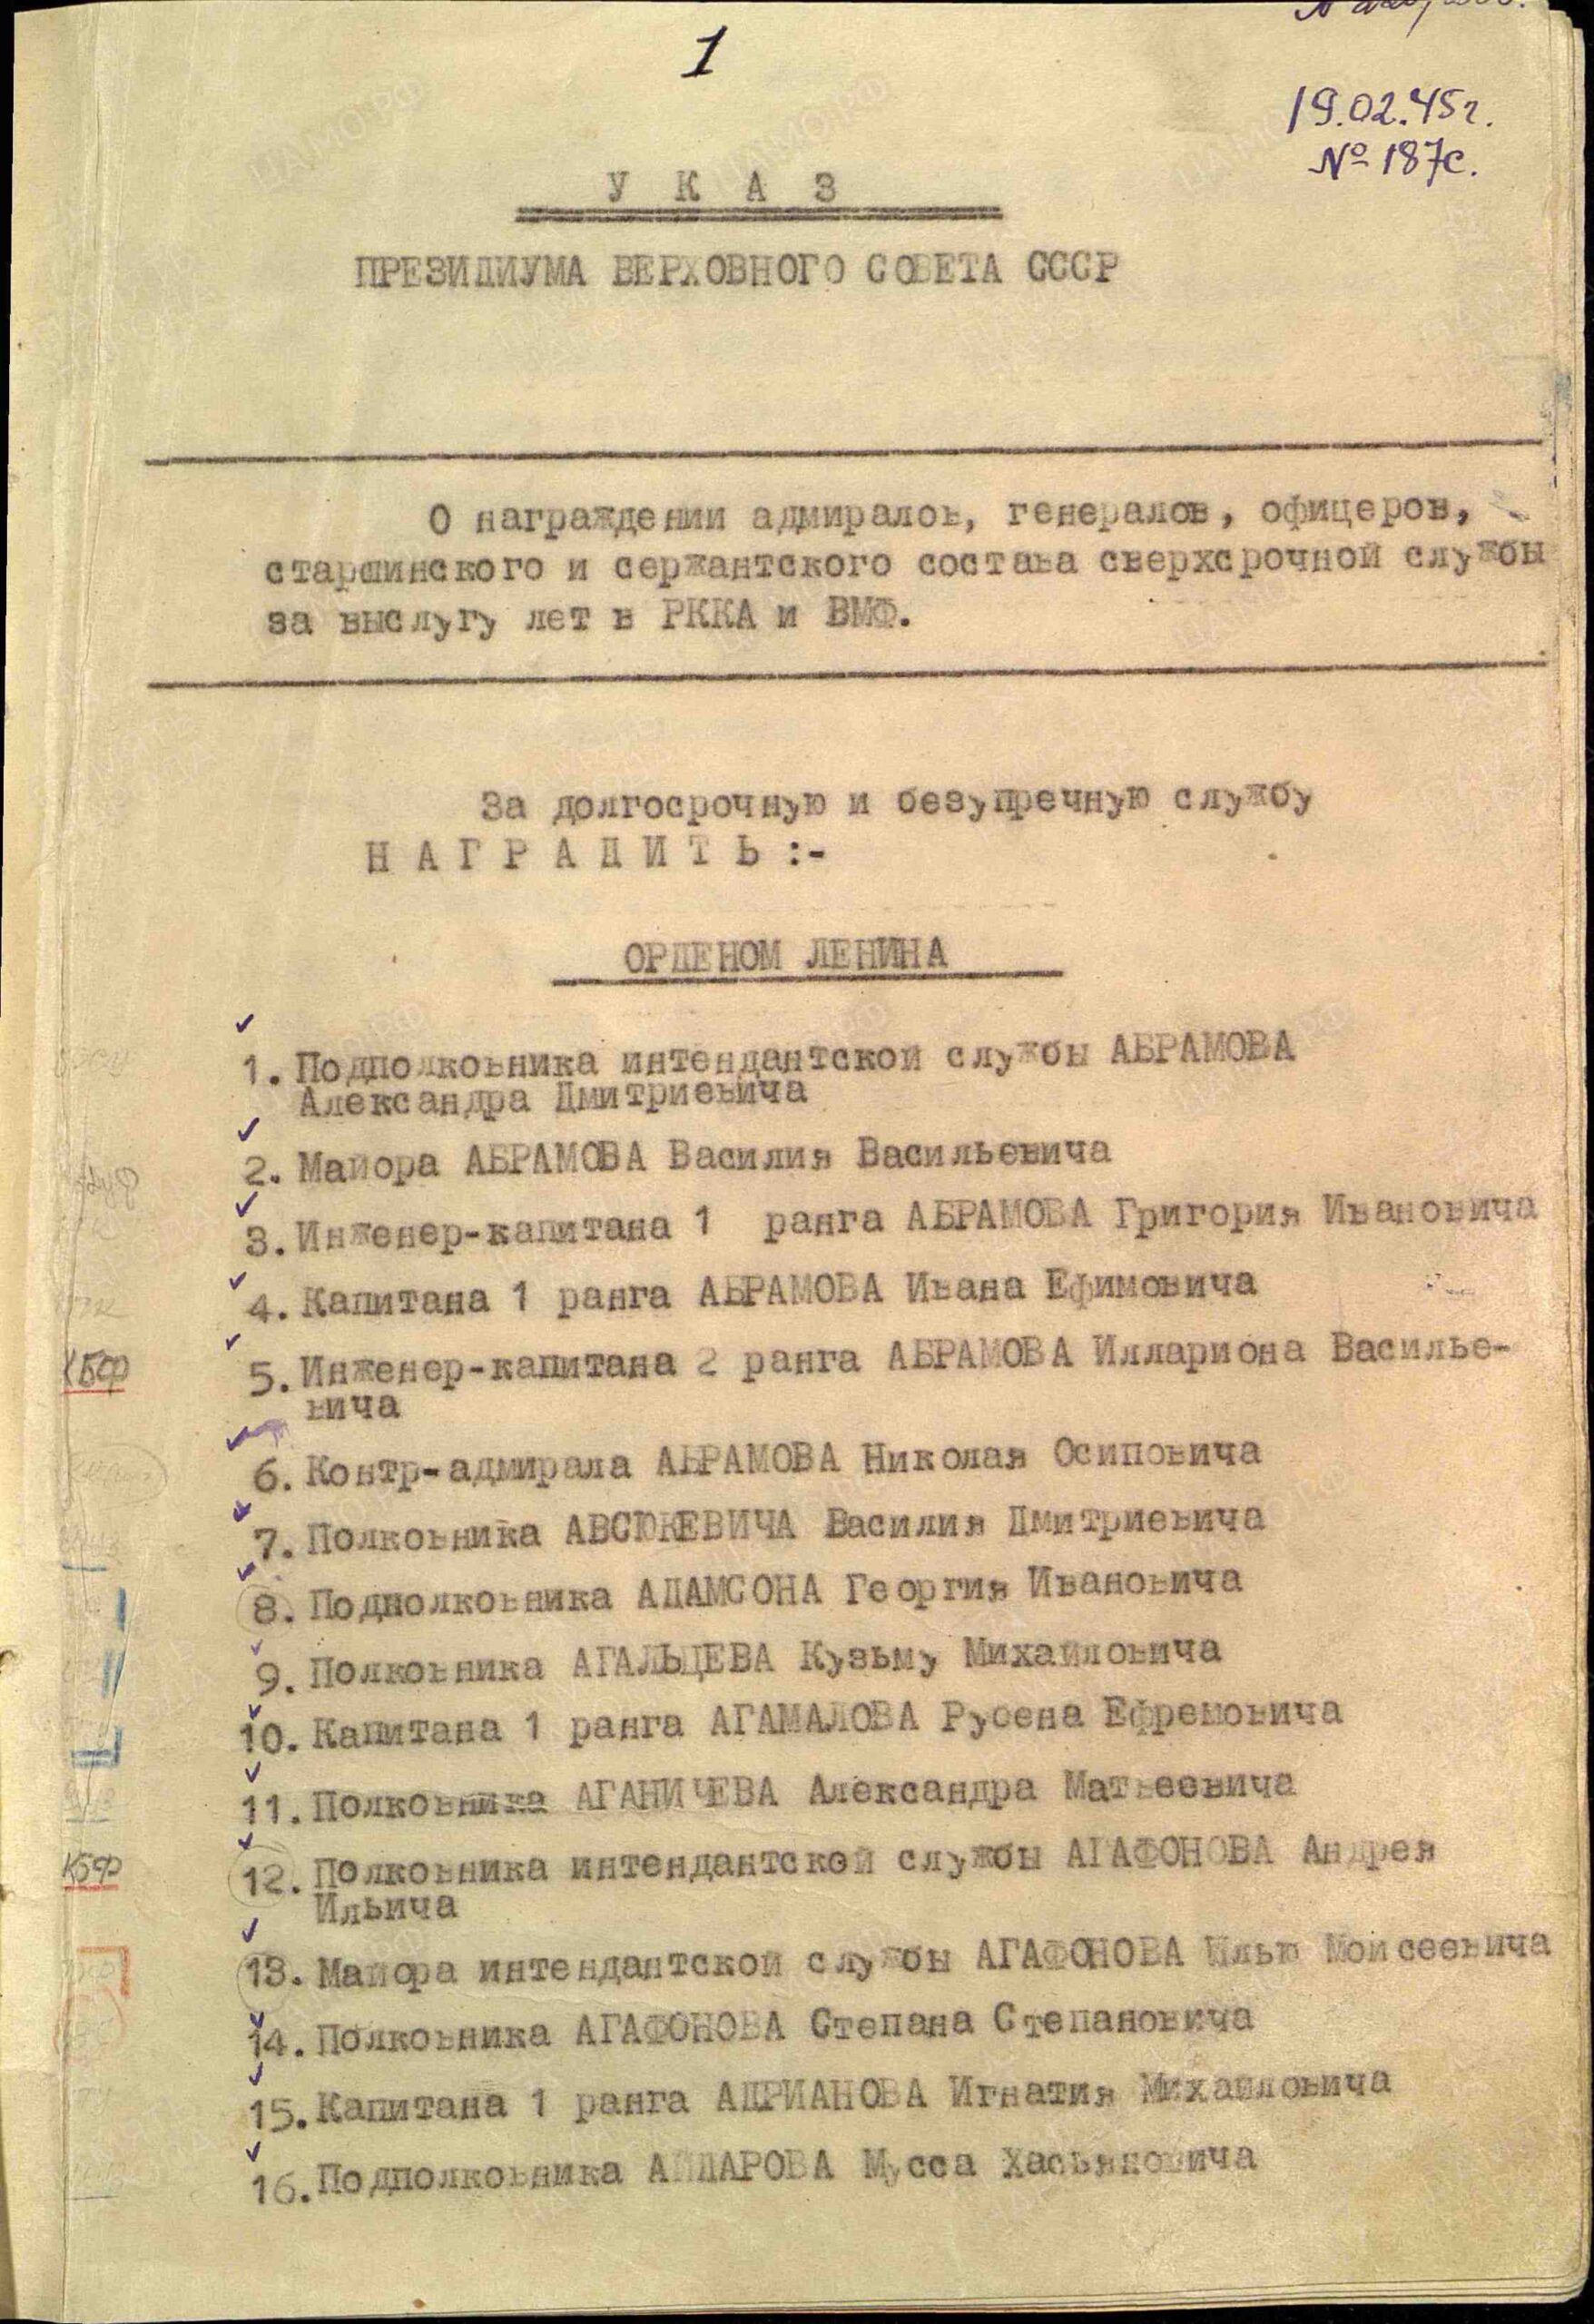 1
19.02.45г.
№ 187с.
У К А З
ПРЕЗИДИУМА ВЕРХОВНОГО СОВЕТА СССР
О награждении адмиралов, генералов, офицеров,
старшинского и сержантского состава сверхсрочной службы
за выслугу лет в РККА и ВМФ.
За долгосрочную и безупречную службу
Н А Г Р А Д И Т Ь :-
ОРДЕНОМ ЛЕНИНА
1. Подполковника интендантской службы АБРАМОВА
Александра Дмитриевича
2. Майора АБРАМОВА Василия Васильевича
3. Инженер-капитана 1 ранга АБРАМОВА Григория Ивановича
4. Капитана 1 ранга АБРАМОВА Ивана Ефимовича
КБФ
5. Инженер-капитана 2 ранга АБРАМОВА Иллариона Василье-
вича
6. Контр-адмирала АБРАМОВА Николая Осиповича
7. Полковника АВСЮКЕВИЧА Василия Дмитриевича
8. Подполковника АДАМСОНА Георгия Ивановича
9. Полковника АГАЛЬЦЕВА Кузьму Михайловича
10. Капитана 1 ранга АГАМАЛОВА Русена Ефремовича
11. Полковника АГАНИЧЕВА Александра Матвеевича
КБФ
12. Полковника интендантской службы АГАФОНОВА Андрея
Ильича
13. Майора интендантской службы АГАФОНОВА Илью Моисеевича
14. Полковника АГАФОНОВА Степана Степановича
15. Капитана 1 ранга АДРИАНОВА Игнатия Михайловича
16. Подполковника АЙДАРОВА Мусса Хасьяновича